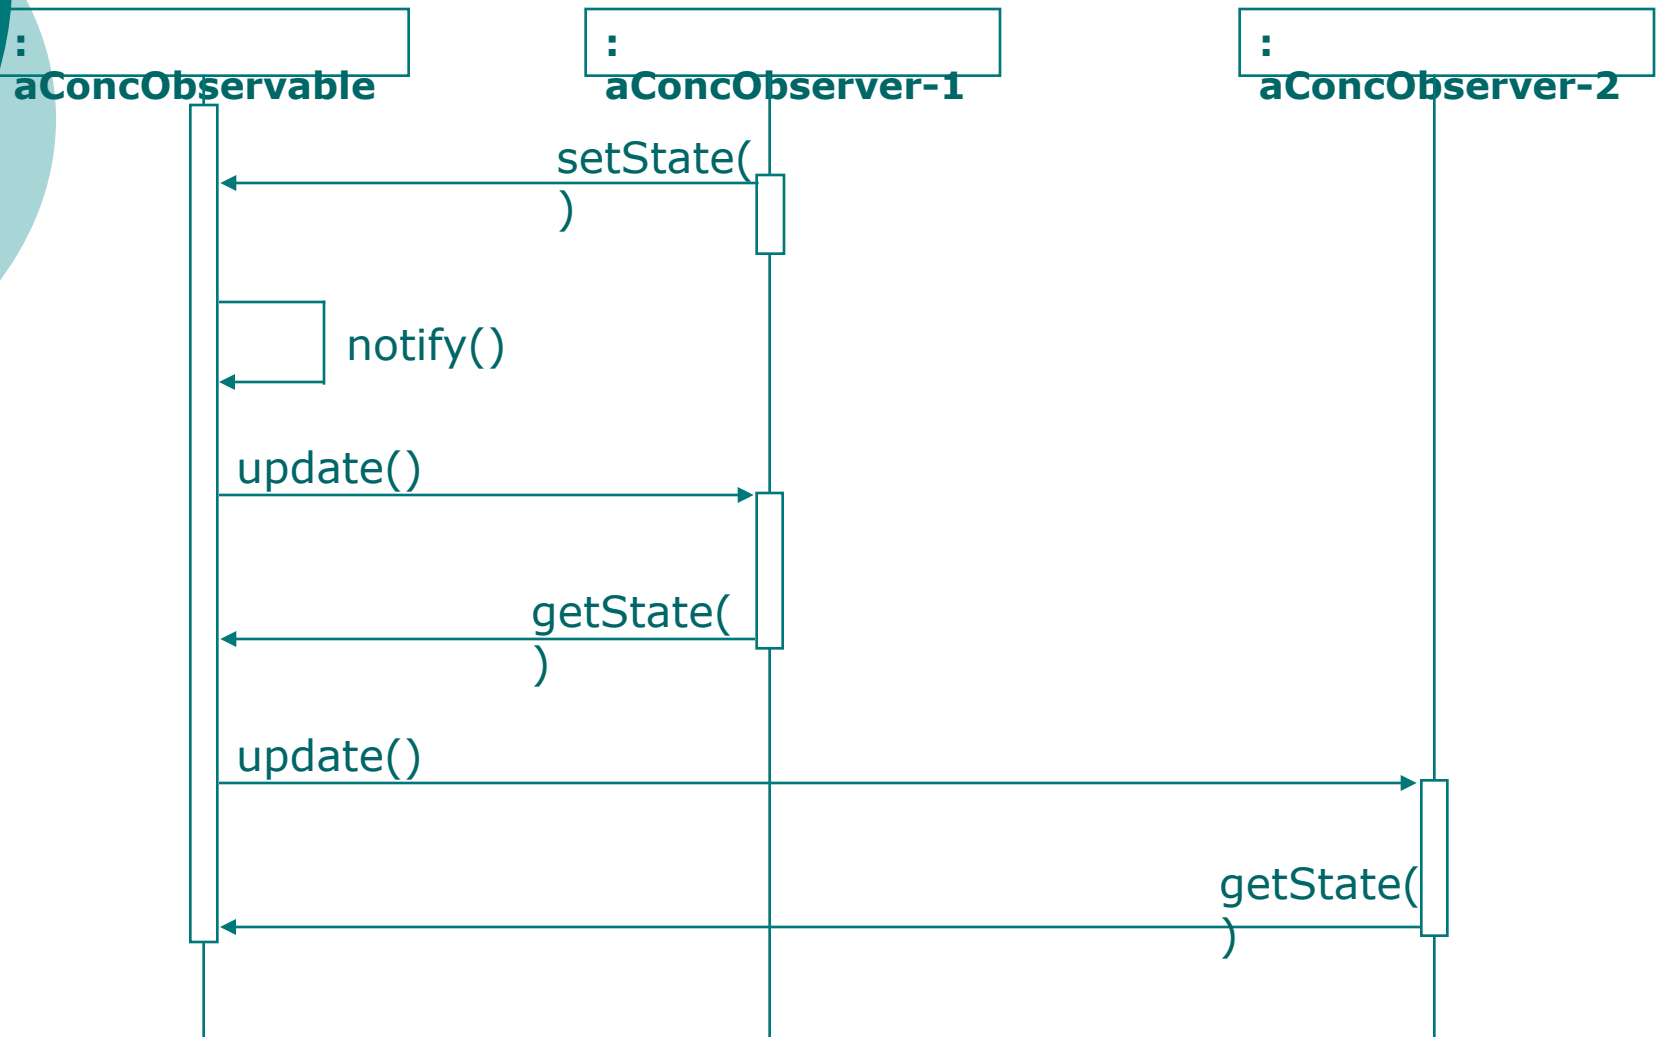 :
aConcObservable
:
aConcObserver-1
:
aConcObserver-2
setState(
)
notify()
update()
getState(
)
update()
getState(
)